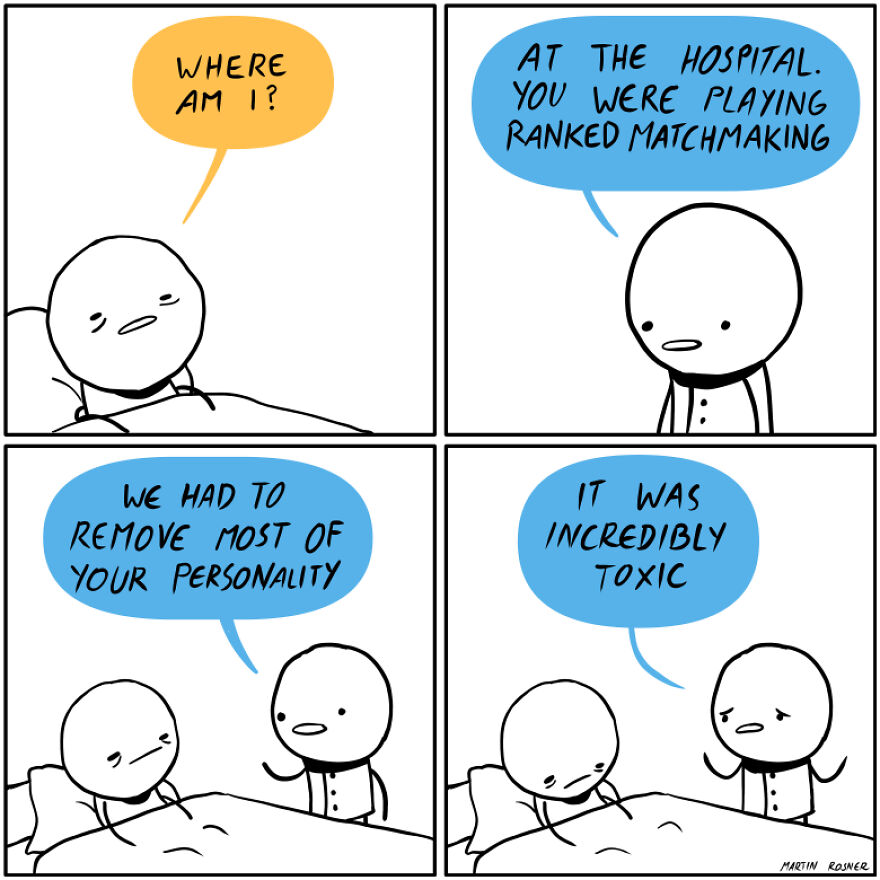 WHERE
AM I?
AT THE HOSPITAL.
YOU WERE PLAYING
RANKED MATCHMAKING
WE HAD TO
REMOVE MOST OF
YOUR PERSONALITY
IT WAS
INCREDIBLY
TOXIC
MARTIN ROSNER